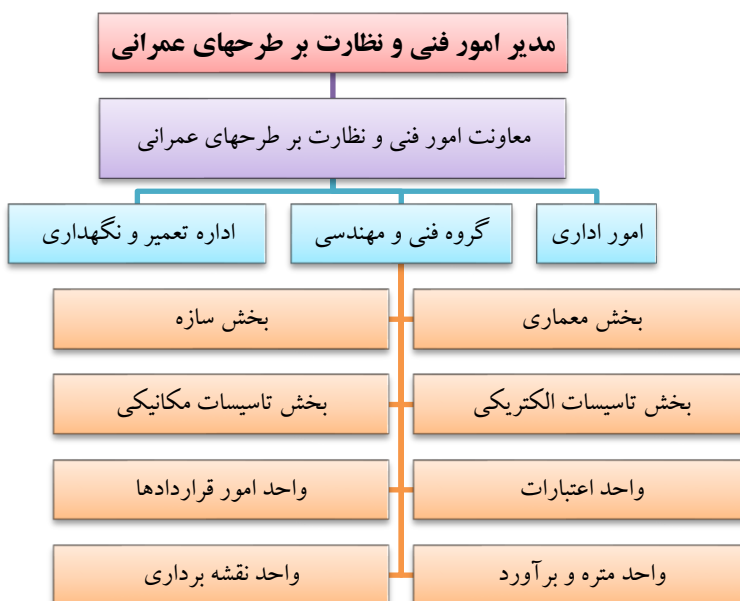 مدیر امور فنی و نظارت بر طرحهای عمرانی
معاونت امور فنی و نظارت بر طرحهای عمرانی
امور اداری
گروه فنی و مهندسی
اداره تعمیر و نگهداری
بخش معماری
بخش سازه
بخش تاسیسات الکتریکی
بخش تاسیسات مکانیکی
واحد اعتبارات
واحد امور قراردادها
واحد متره و برآورد
واحد نقشه برداری